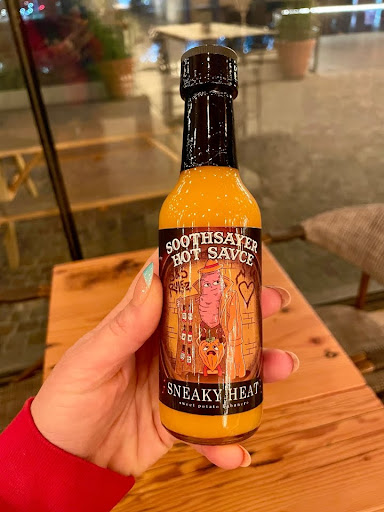 SOOTHSAYER
HOT SAUCE
SNEAKY HEAT
sweet potato habanero